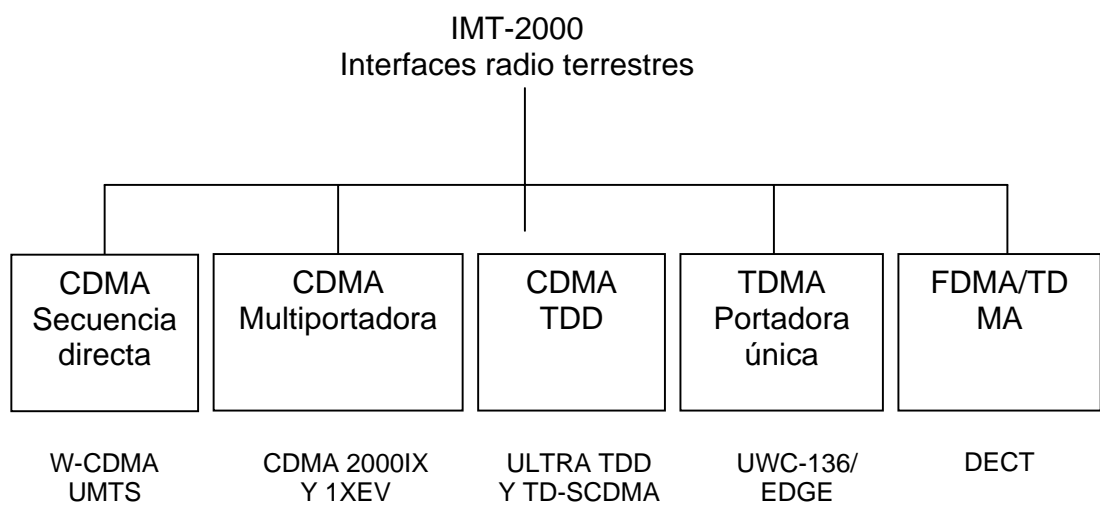 IMT-2000
Interfaces radio terrestres
CDMA
Secuencia
directa
CDMA
Multiportadora
CDMA
TDD
TDMA
Portadora
única
FDMA/TD
MA
W-CDMA
UMTS
CDMA 2000IX
Y 1XEV
ULTRA TDD
Y TD-SCDMA
UWC-136/
EDGE
DECT